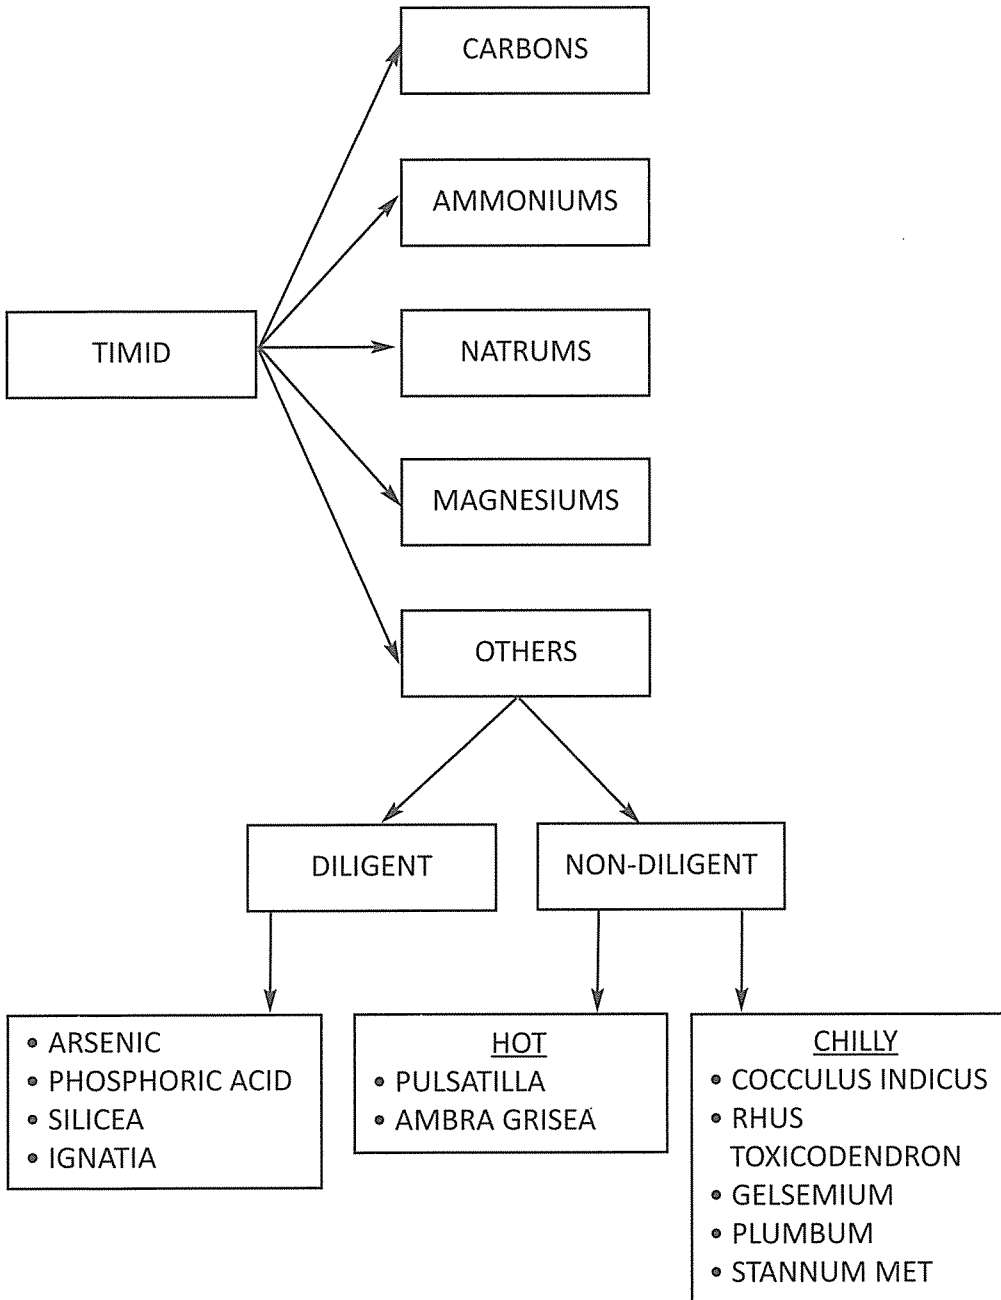 CARBONS
AMMONIUMS
TIMID
NATRUMS
MAGNESIUMS
OTHERS
DILIGENT
NON-DILIGENT
• ARSENIC
• PHOSPHORIC ACID
• SILICEA
• IGNATIA
HOT
• PULSATILLA
• AMBRA GRISEA
CHILLY
• COCCULUS INDICUS
• RHUS
TOXICODENDRON
• GELSEMIUM
• PLUMBUM
• STANNUM MET